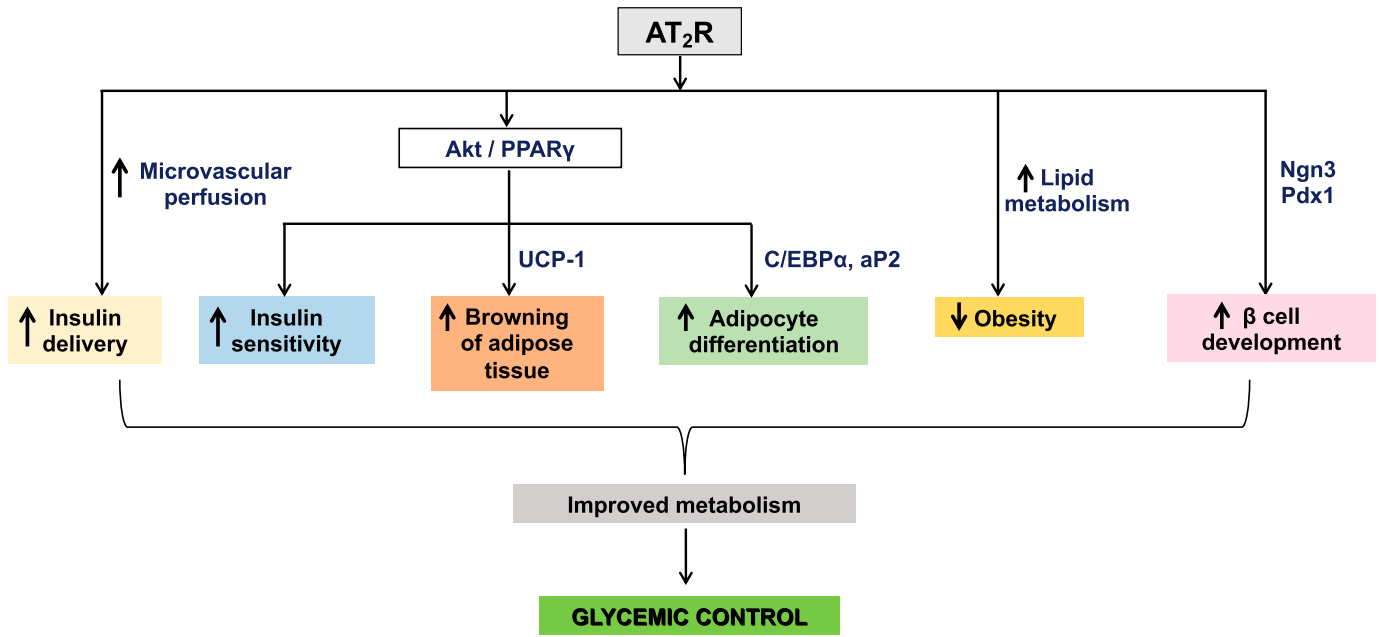 AT₂R
Akt / PPARγ
Microvascular
perfusion
Lipid
metabolism
Ngn3
Pdx1
UCP-1
C/EBPα, aP2
Insulin
delivery
Insulin
sensitivity
Browning
of adipose
tissue
Adipocyte
differentiation
Obesity
β cell
development
Improved metabolism
GLYCEMIC CONTROL